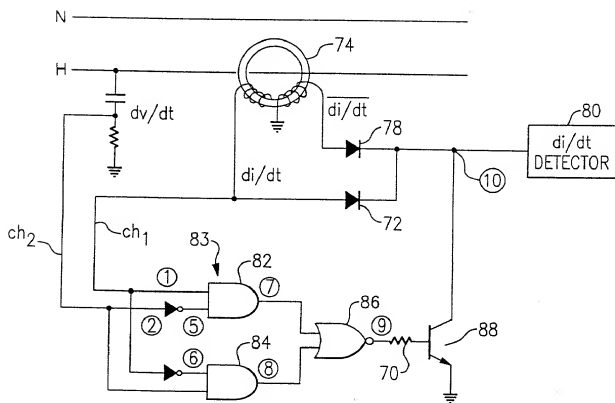 N
74
H
dv/dt
di/dt
78
80
di/dt
DETECTOR
⑩
di/dt
72
ch2
ch1
83
82
①
⑦
86
②
⑤
⑨
84
88
⑥
⑧
70